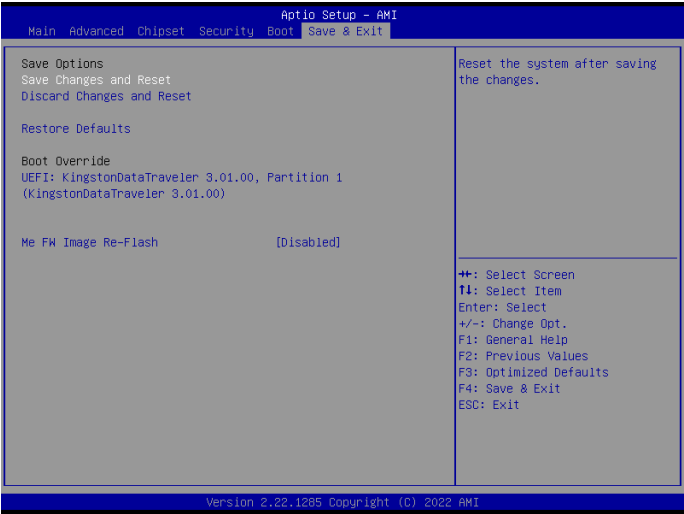 Aptio Setup – AMI
Main Advanced Chipset Security Boot Save & Exit
Save Options
Save Changes and Reset
Discard Changes and Reset
Restore Defaults
Boot Override
UEFI: KingstonDataTraveler 3.01.00, Partition 1
(KingstonDataTraveler 3.01.00)
Me FW Image Re-Flash [Disabled]
Reset the system after saving
the changes.
→←: Select Screen
↑↓: Select Item
Enter: Select
+/-: Change Opt.
F1: General Help
F2: Previous Values
F3: Optimized Defaults
F4: Save & Exit
ESC: Exit
Version 2.22.1285 Copyright (C) 2022 AMI